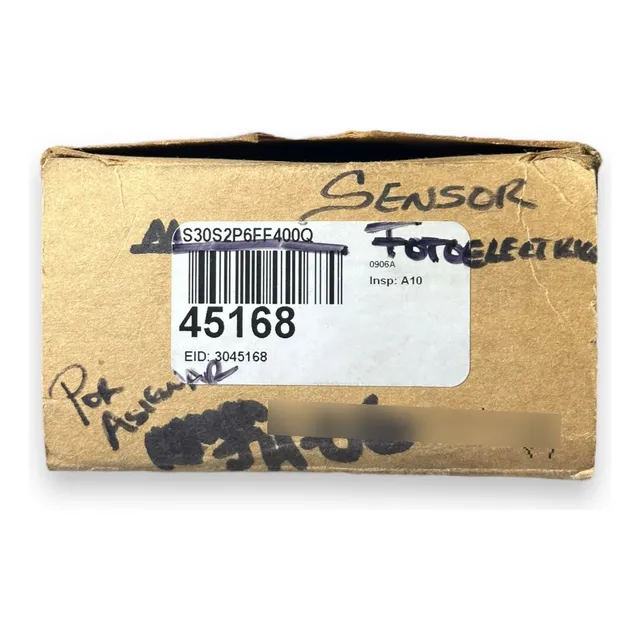 SENSOR
FOTOELECTRICO
S30S2P6FF400Q
0906A
Insp: A10
45168
EID: 3045168
POR
ASIGNAR